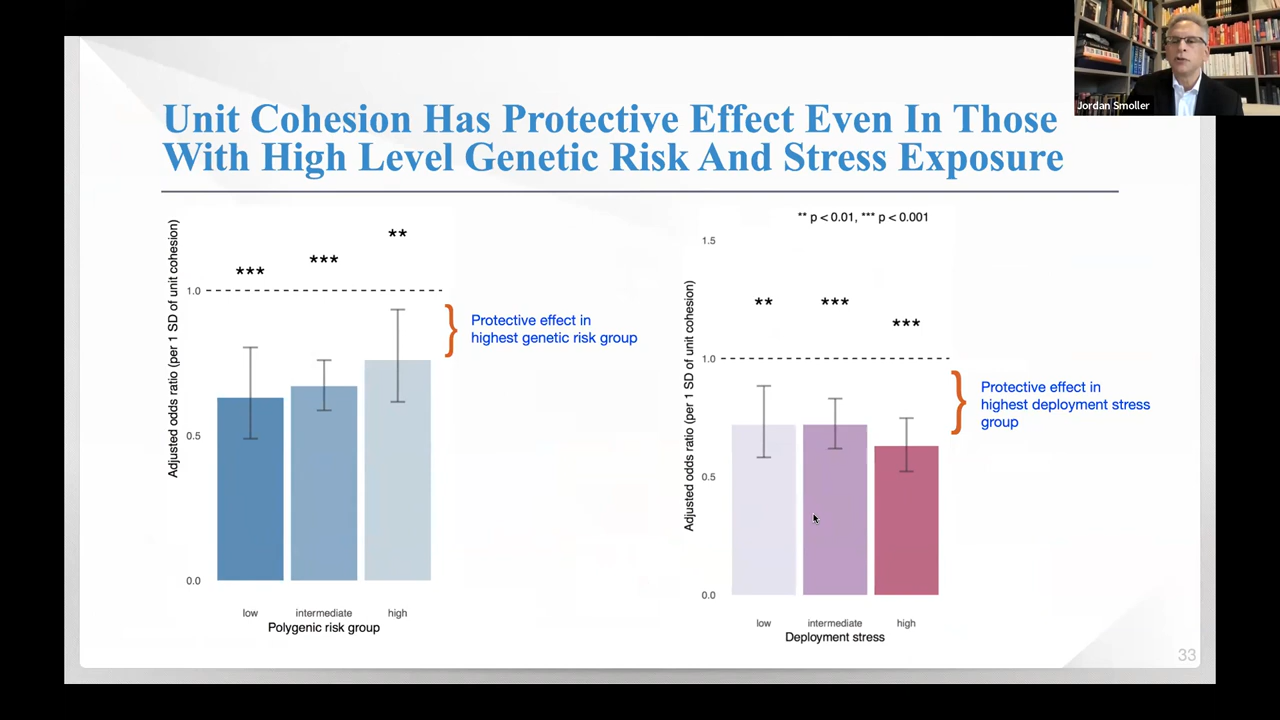 Jordan Smoller
Unit Cohesion Has Protective Effect Even In Those
With High Level Genetic Risk And Stress Exposure
Adjusted odds ratio (per 1 SD of unit cohesion)
***
***
**
1.0
0.5
0.0
Protective effect in
highest genetic risk group
low intermediate high
Polygenic risk group
** p < 0.01, *** p < 0.001
Adjusted odds ratio (per 1 SD of unit cohesion)
1.5
**
***
***
1.0
0.5
0.0
Protective effect in
highest deployment stress
group
low intermediate high
Deployment stress
33